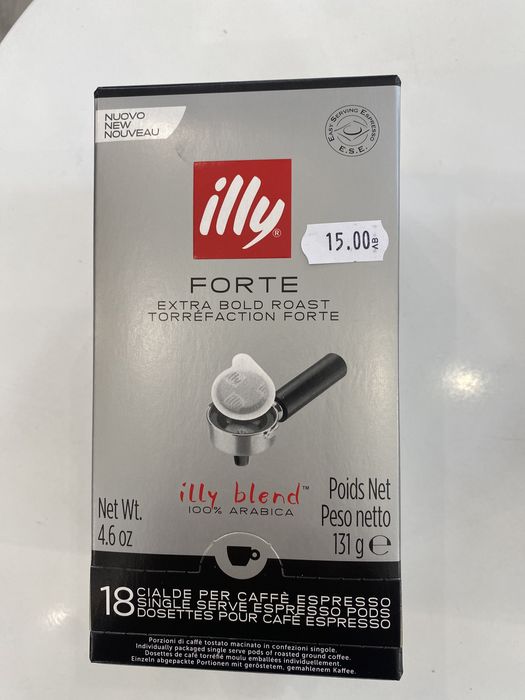 NUOVO
NEW
NOUVEAU
EASY SERVING ESPRESSO
E.S.E.
illy®
15.00 AB
FORTE
EXTRA BOLD ROAST
TORRÉFACTION FORTE
illy
illy blend™
100% ARABICA
Net Wt.
4.6 oz
Poids Net
Peso netto
131 g ℮
18 CIALDE PER CAFFÈ ESPRESSO
SINGLE SERVE ESPRESSO PODS
DOSETTES POUR CAFÉ ESPRESSO
Porzioni di caffè tostato macinato in confezioni singole.
Individually packaged single serve pods of roasted ground coffee.
Dosettes de café torréfié moulu emballées individuellement.
Einzeln abgepackte Portionen mit geröstetem, gemahlenem Kaffee.